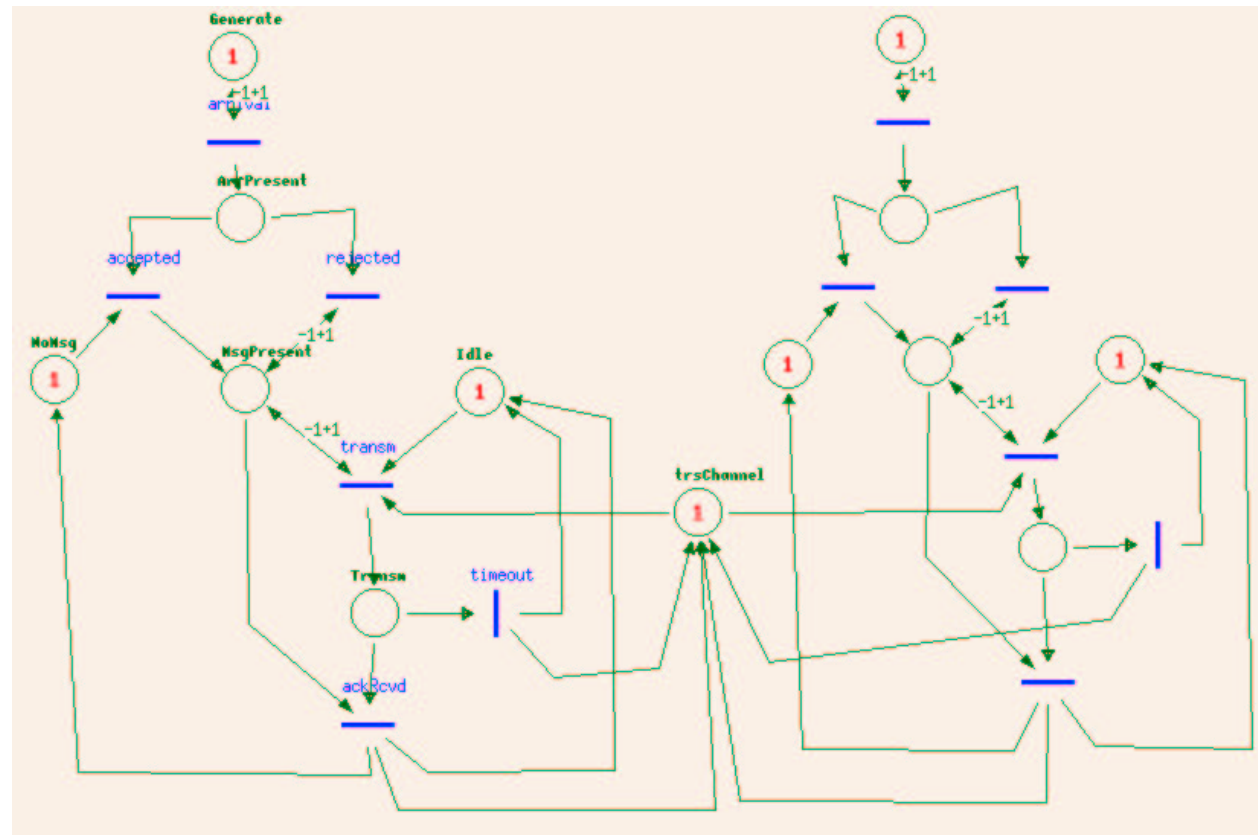 Generate
1
1
-1+1
-1+1
arrival
ArrPresent
accepted
rejected
-1+1
-1+1
NoMsg
MsgPresent
Idle
1
1
1
1
-1+1
-1+1
transm
trsChannel
1
Transm
timeout
ackRcvd